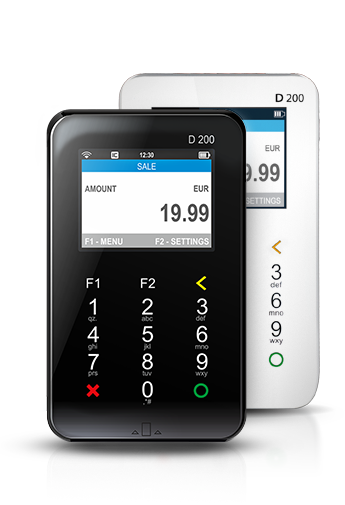 D 200
12:30
SALE
AMOUNT EUR
19.99
F1 - MENU F2 - SETTINGS
F1 F2
1 2 3
qz. abc def
4 5 6
ghi jkl mno
7 8 9
prs tuv wxy
0
.*#
D 200
EUR
9.99
SETTINGS
3
def
6
mno
9
wxy